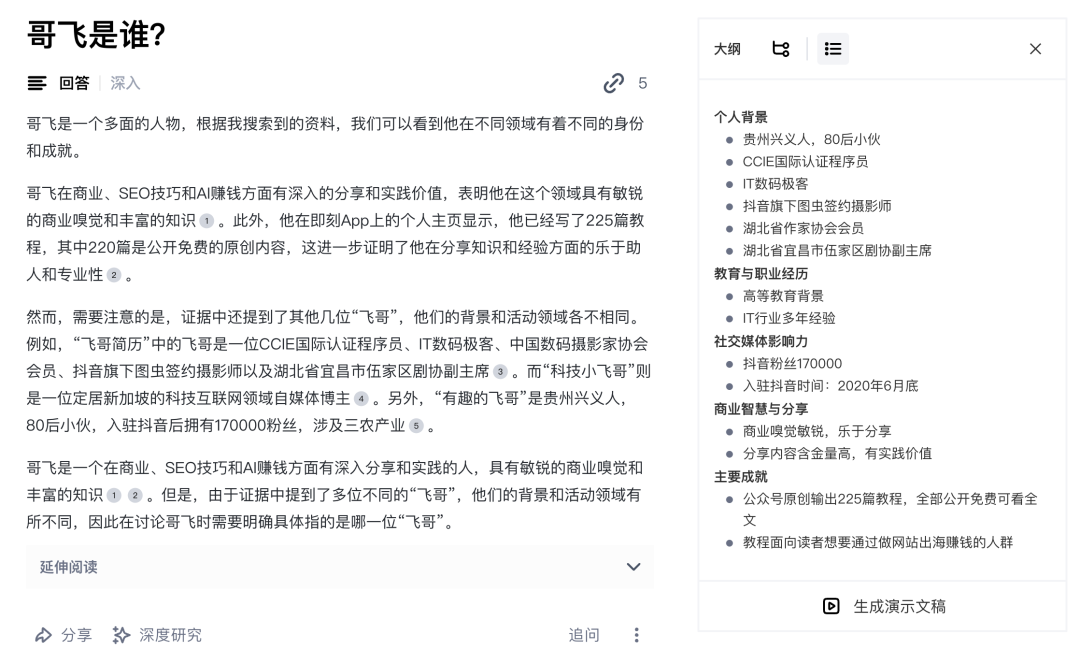 哥飞是谁?
回答
深入
5
哥飞是一个多面的人物，根据我搜索到的资料，我们可以看到他在不同领域有着不同的身份
和成就。
哥飞在商业、SEO技巧和AI赚钱方面有深入的分享和实践价值，表明他在这个领域具有敏锐
的商业嗅觉和丰富的知识 1 。此外，他在即刻App上的个人主页显示，他已经写了225篇教
程，其中220篇是公开免费的原创内容，这进一步证明了他在分享知识和经验方面的乐于助
人和专业性 2 。
然而，需要注意的是，证据中还提到了其他几位“飞哥”，他们的背景和活动领域各不相同。
例如，“飞哥简历”中的飞哥是一位CCIE国际认证程序员、IT数码极客、中国数码摄影家协会
会员、抖音旗下图虫签约摄影师以及湖北省宜昌市伍家区剧协副主席 3 。而“科技小飞哥”则
是一位定居新加坡的科技互联网领域自媒体博主 4 。另外，“有趣的飞哥”是贵州兴义人，
80后小伙，入驻抖音后拥有170000粉丝，涉及三农产业 5 。
哥飞是一个在商业、SEO技巧和AI赚钱方面有深入分享和实践的人，具有敏锐的商业嗅觉和
丰富的知识 1 2 。但是，由于证据中提到了多位不同的“飞哥”，他们的背景和活动领域有
所不同，因此在讨论哥飞时需要明确具体指的是哪一位“飞哥”。
延伸阅读
分享
深度研究
追问
大纲
个人背景
贵州兴义人，80后小伙
CCIE国际认证程序员
IT数码极客
抖音旗下图虫签约摄影师
湖北省作家协会会员
湖北省宜昌市伍家区剧协副主席
教育与职业经历
高等教育背景
IT行业多年经验
社交媒体影响力
抖音粉丝170000
入驻抖音时间：2020年6月底
商业智慧与分享
商业嗅觉敏锐，乐于分享
分享内容含金量高，有实践价值
主要成就
公众号原创输出225篇教程，全部公开免费可看全
文
教程面向读者想要通过做网站出海赚钱的人群
生成演示文稿